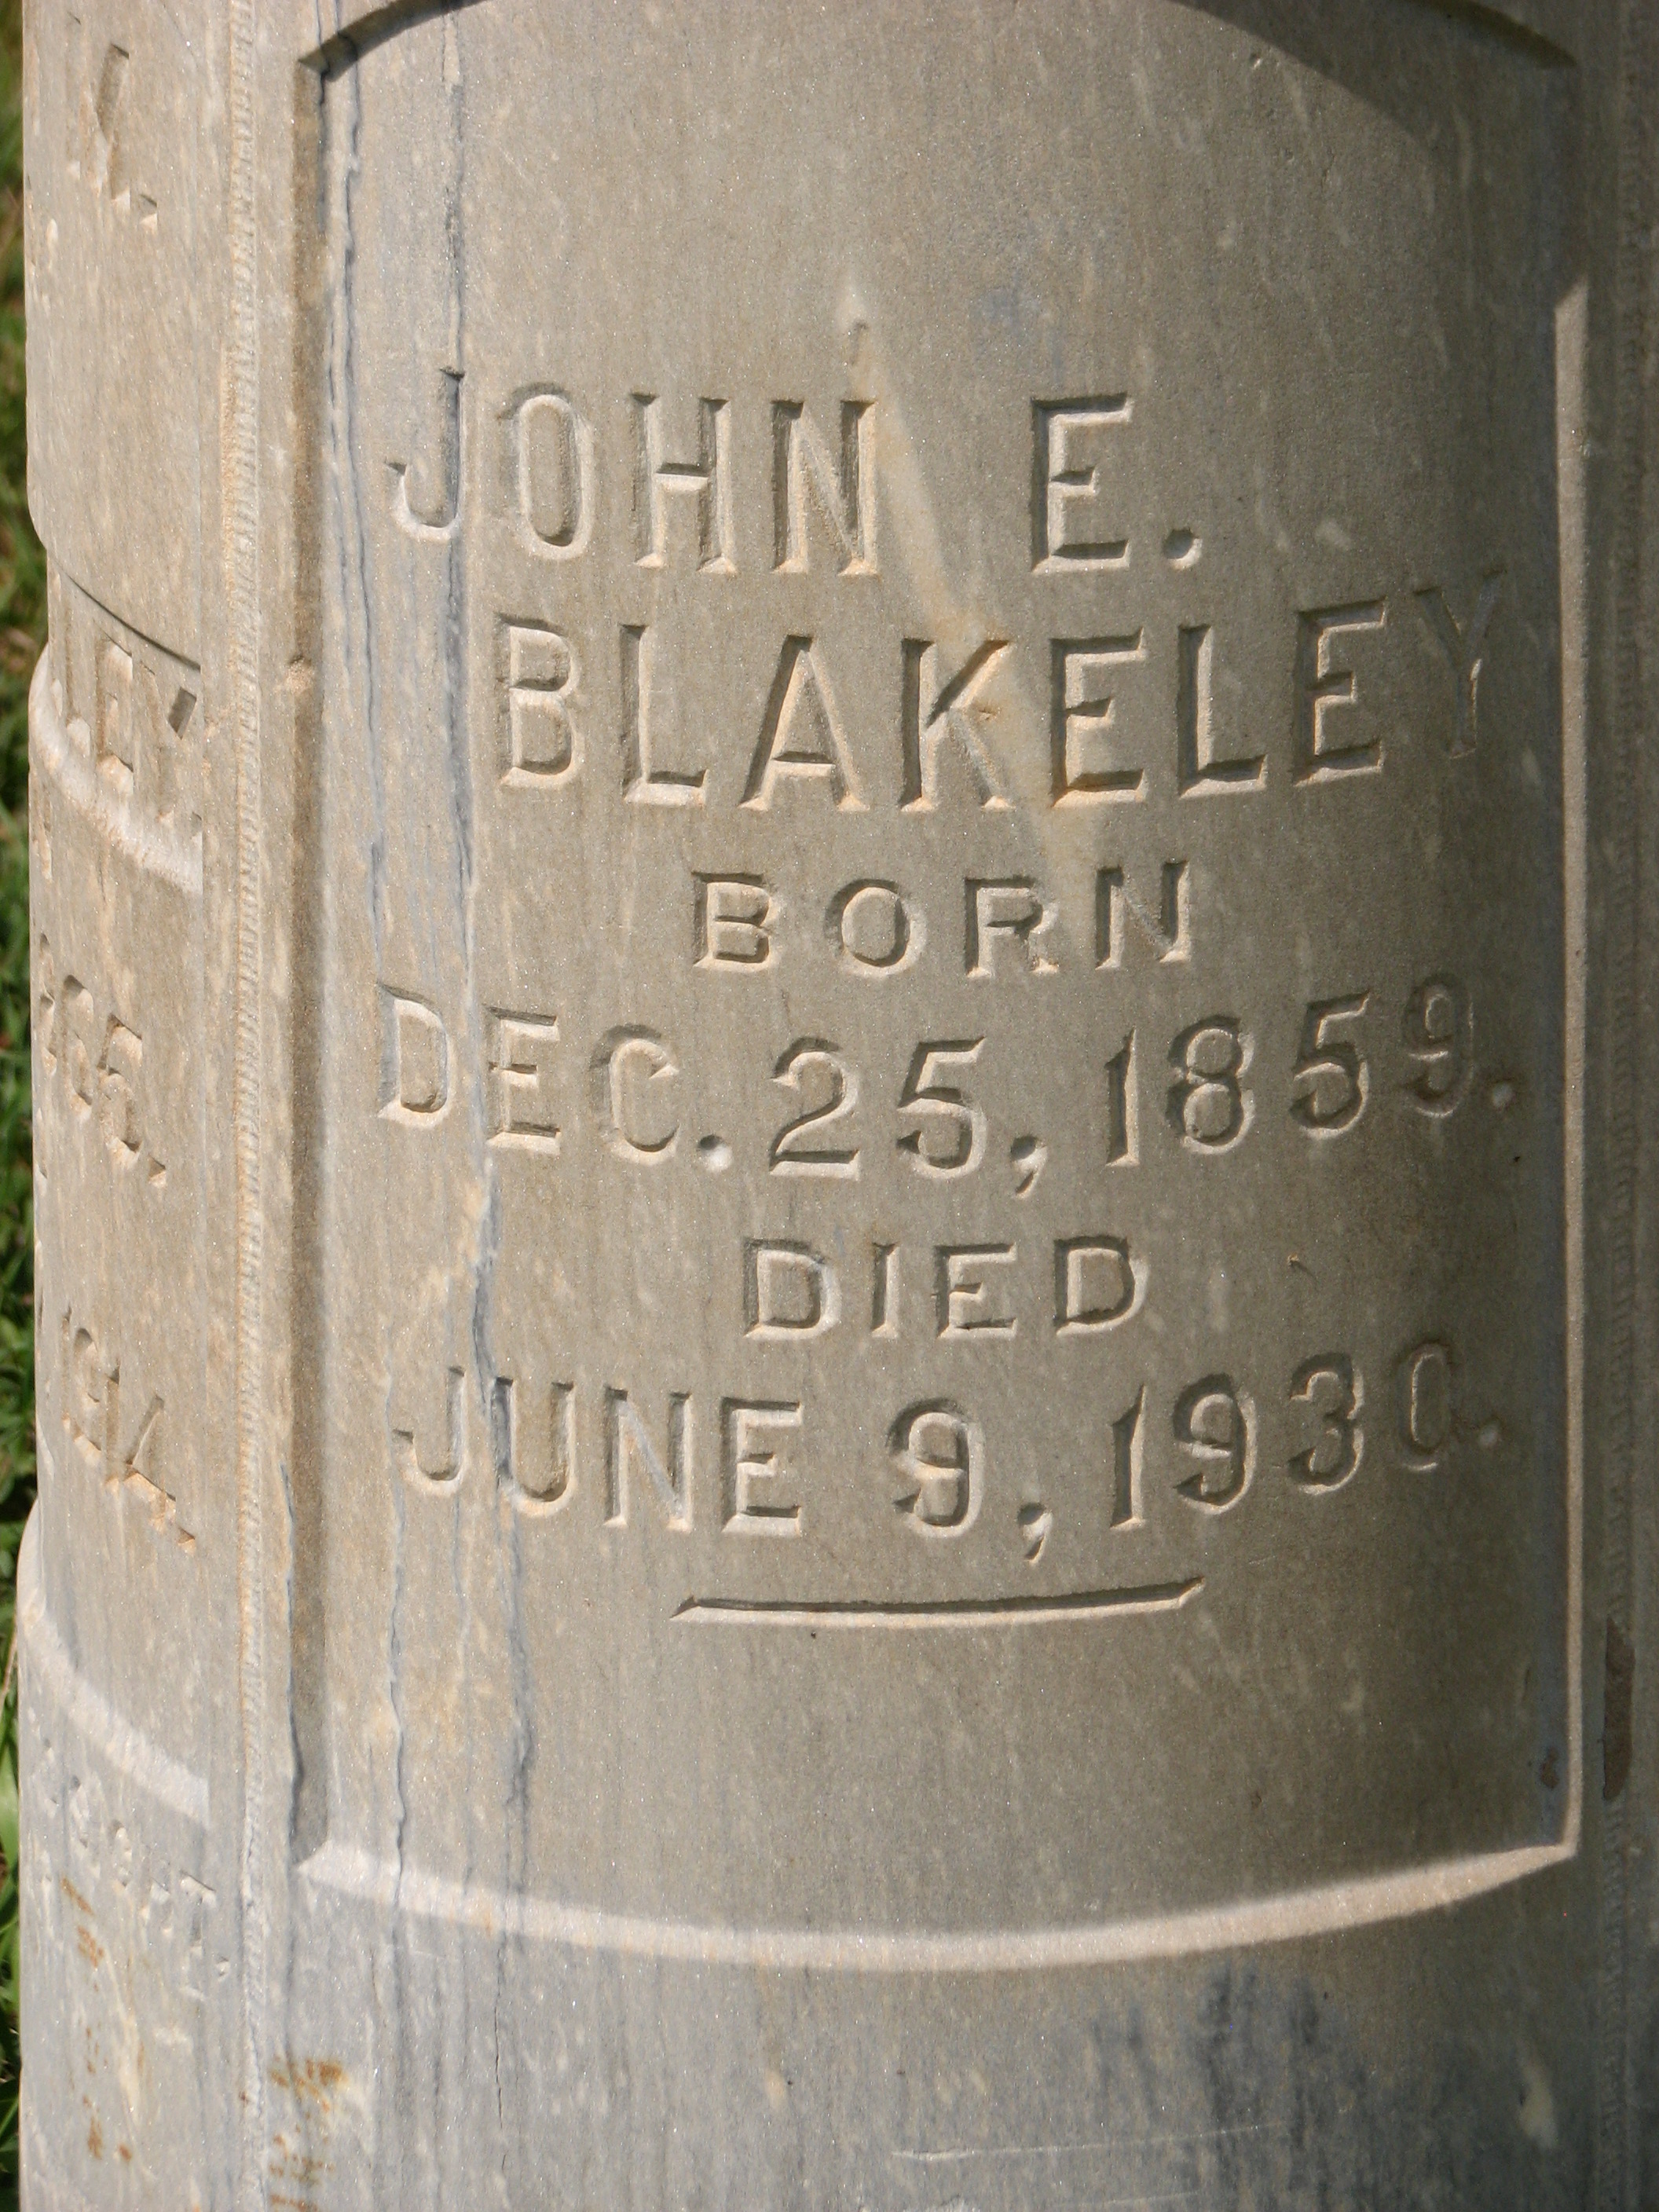 JOHN E.
BLAKELEY
BORN
DEC. 25, 1859.
DIED
JUNE 9, 1930.